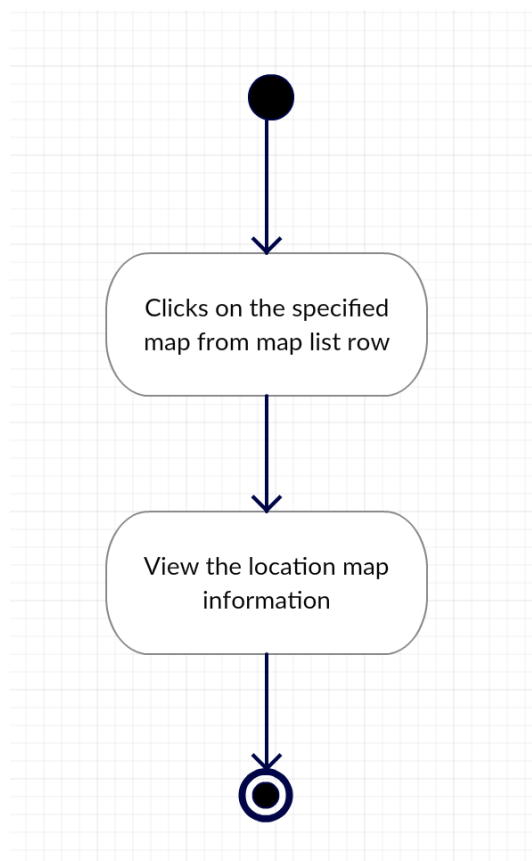 Clicks on the specified
map from map list row
View the location map
information